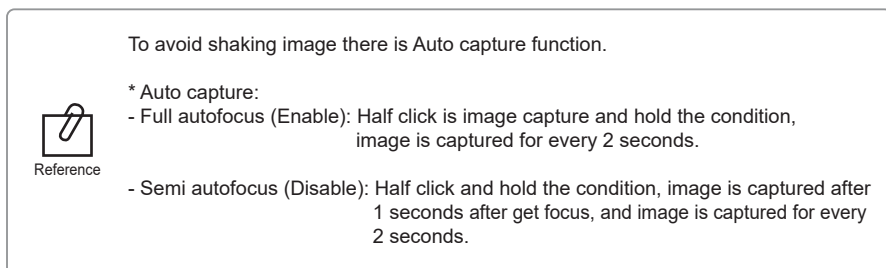 To avoid shaking image there is Auto capture function.
* Auto capture:
- Full autofocus (Enable): Half click is image capture and hold the condition,
image is captured for every 2 seconds.
Reference
- Semi autofocus (Disable): Half click and hold the condition, image is captured after
1 seconds after get focus, and image is captured for every
2 seconds.